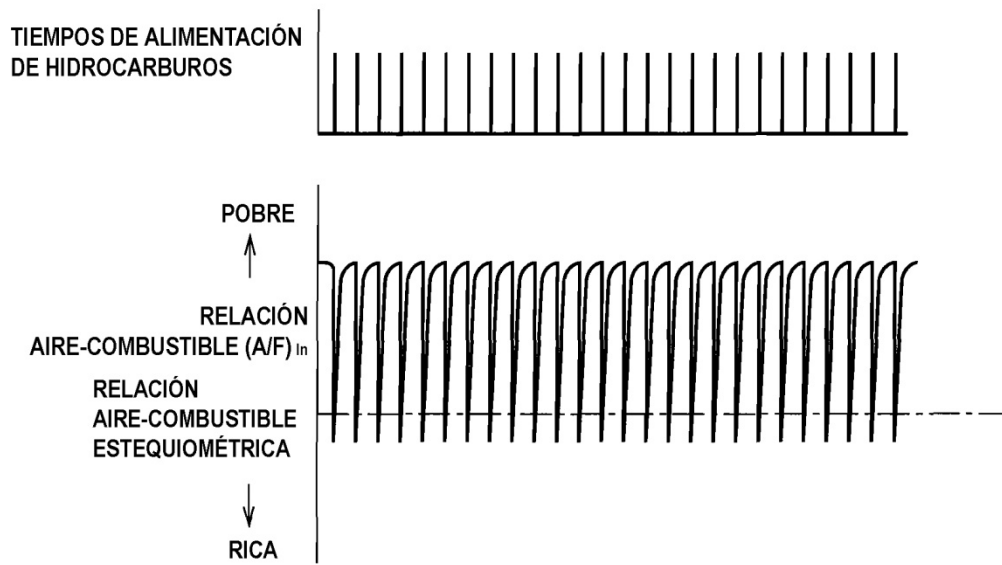 TIEMPOS DE ALIMENTACIÓN
DE HIDROCARBUROS
POBRE
RELACIÓN
AIRE-COMBUSTIBLE (A/F) In
RELACIÓN
AIRE-COMBUSTIBLE
ESTEQUIOMÉTRICA
RICA